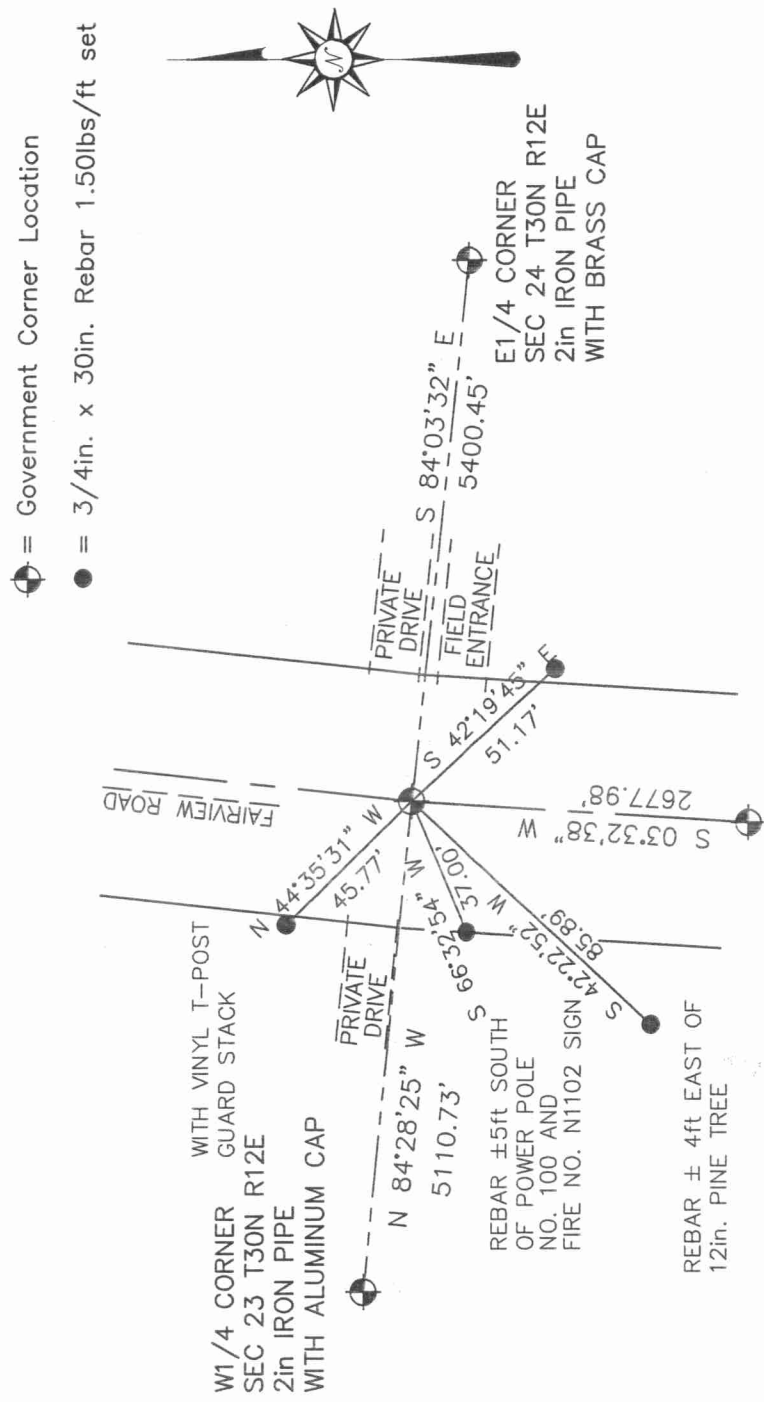 = Government Corner Location
= 3/4in. x 30in. Rebar 1.50lbs/ft set
N
WITH VINYL T-POST
GUARD STACK
W1/4 CORNER
SEC 23 T30N R12E
2in IRON PIPE
WITH ALUMINUM CAP
N 84°28'25" W
5110.73'
PRIVATE
DRIVE
N 44°35'31" W
45.77'
FAIRVIEW ROAD
PRIVATE
DRIVE
FIELD
ENTRANCE
S 84°03'32" E
5400.45'
E1/4 CORNER
SEC 24 T30N R12E
2in IRON PIPE
WITH BRASS CAP
S 42°19'45" E
51.17'
S 66°32'54" W
37.00'
S 42°22'52" W
85.89'
S 03°32'38" W
2677.98'
REBAR ±5ft SOUTH
OF POWER POLE
NO. 100 AND
FIRE NO. N1102 SIGN
REBAR ± 4ft EAST OF
12in. PINE TREE